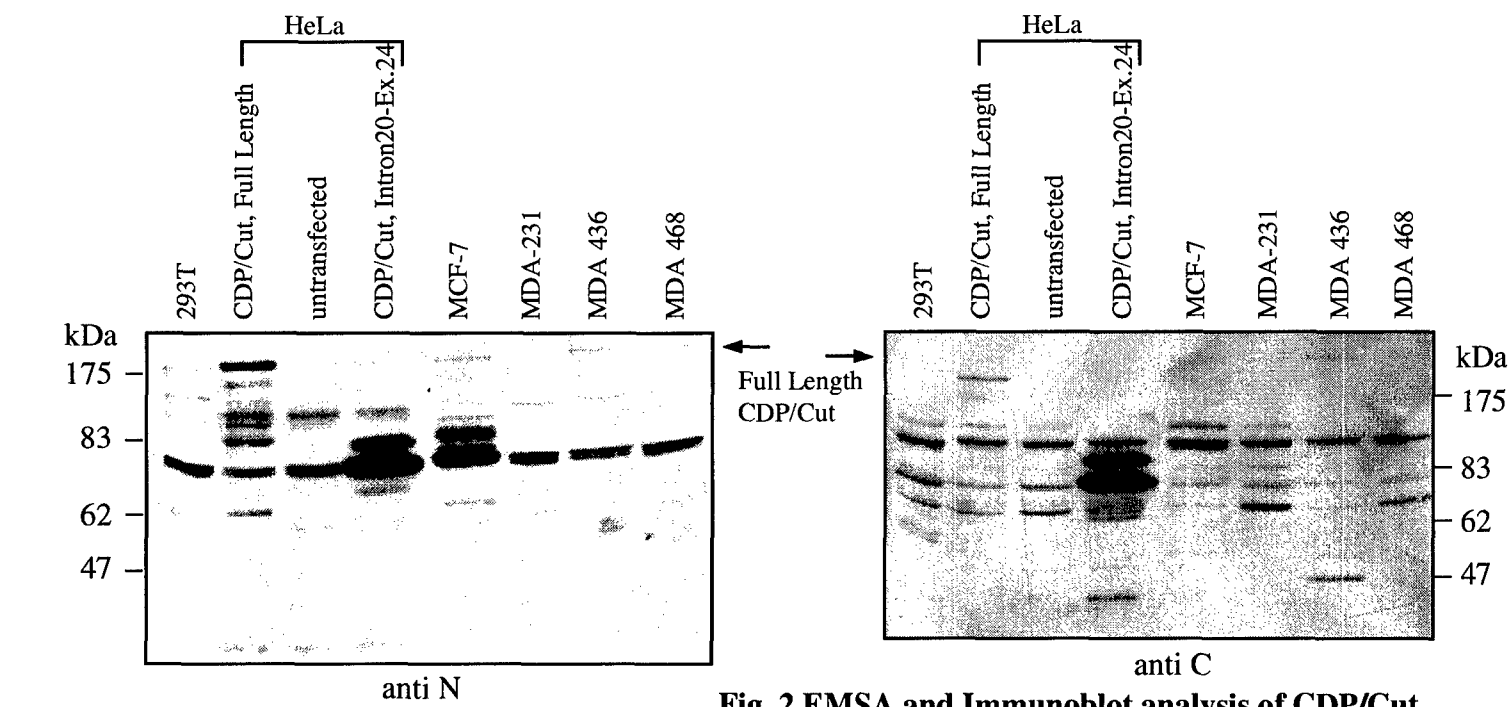 HeLa
293T
CDP/Cut, Full Length
untransfected
CDP/Cut, Intron20-Ex.24
MCF-7
MDA-231
MDA 436
MDA 468
kDa
175
83
62
47
anti N
Full Length
CDP/Cut
HeLa
293T
CDP/Cut, Full Length
untransfected
CDP/Cut, Intron20-Ex.24
MCF-7
MDA-231
MDA 436
MDA 468
kDa
175
83
62
47
anti C
Fig. 2 EMSA and Immunoblot analysis of CDP/Cut